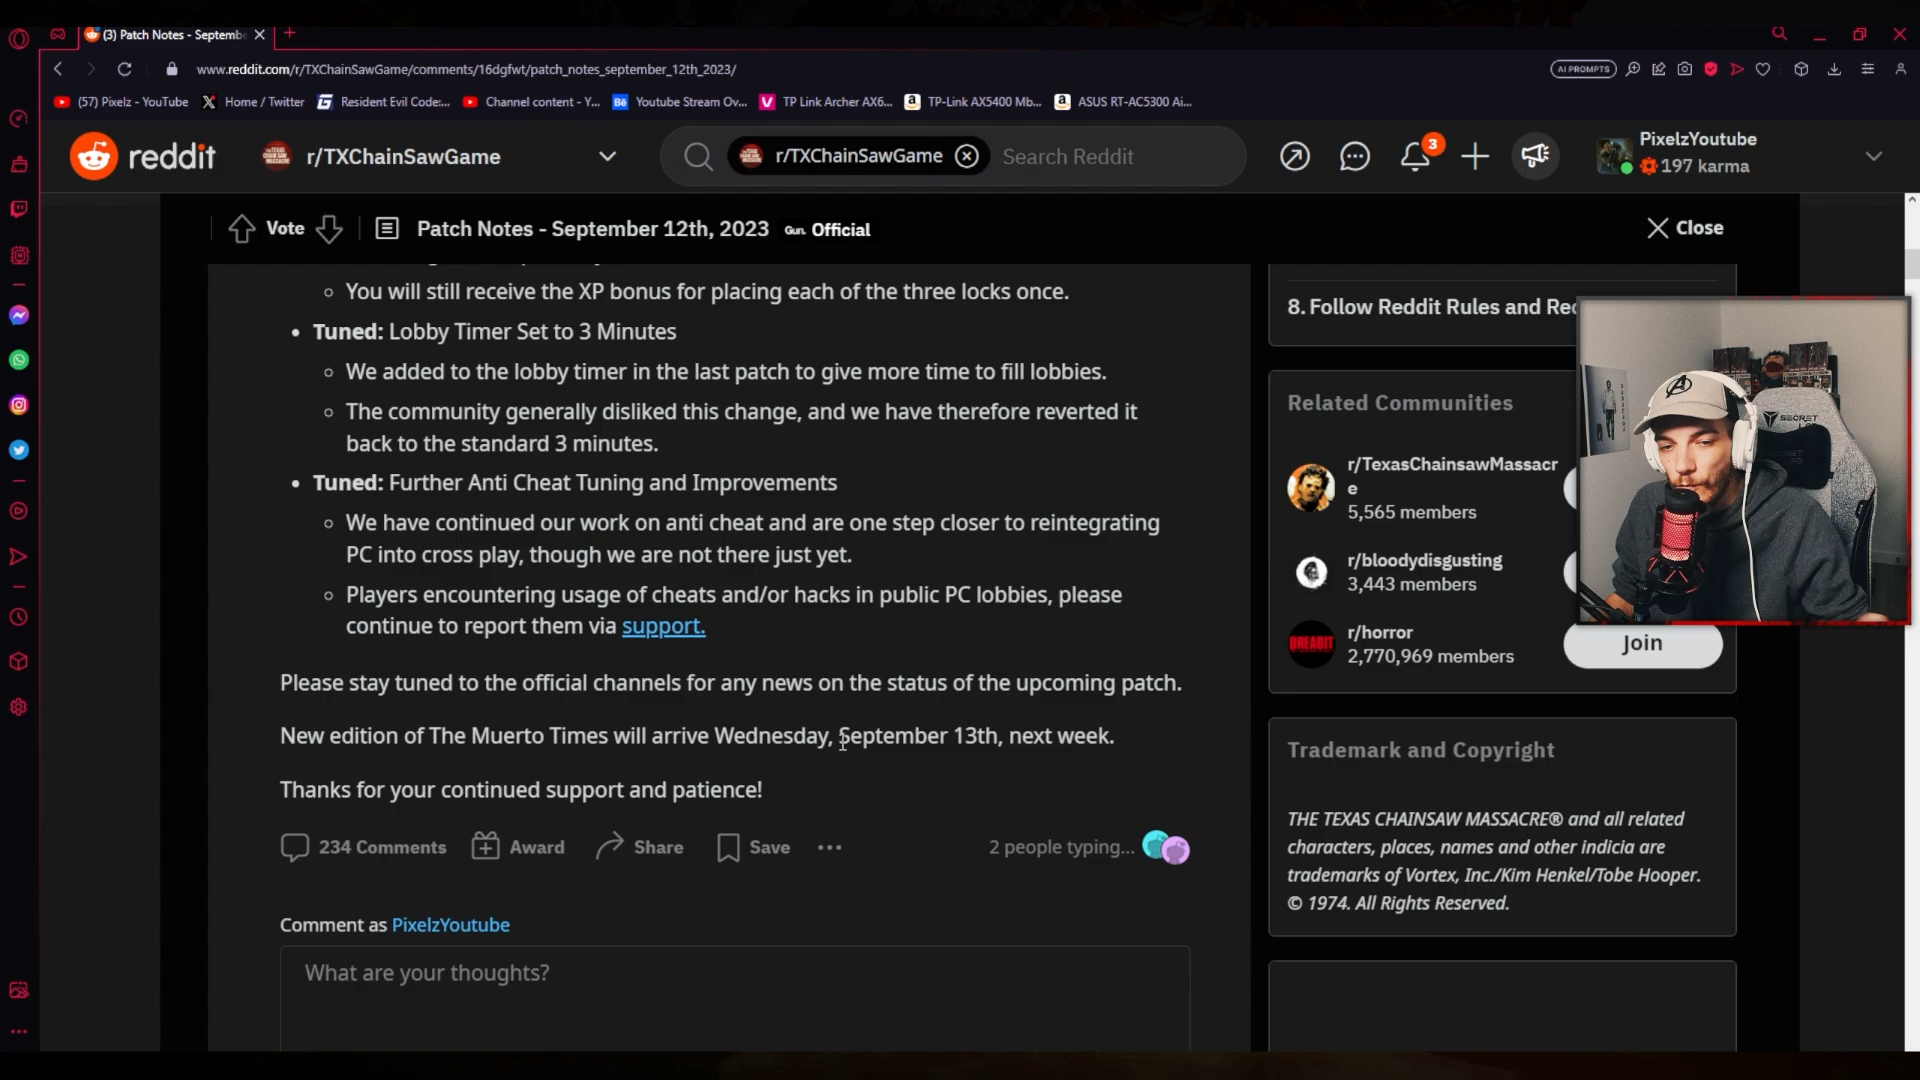 (3) Patch Notes - Septembe
www.reddit.com/r/TXChainSawGame/comments/16dgfwt/patch_notes_september_12th_2023/
AI PROMPTS
(57) Pixelz - YouTube
Home / Twitter
Resident Evil Code:...
Channel content - Y...
Youtube Stream Ov...
TP Link Archer AX6...
TP-Link AX5400 Mb...
ASUS RT-AC5300 Ai...
reddit
r/TXChainSawGame
r/TXChainSawGame
Search Reddit
3
PixelzYoutube
197 karma
Vote
Patch Notes - September 12th, 2023
Gun. Official
Close
You will still receive the XP bonus for placing each of the three locks once.
Tuned: Lobby Timer Set to 3 Minutes
We added to the lobby timer in the last patch to give more time to fill lobbies.
The community generally disliked this change, and we have therefore reverted it
back to the standard 3 minutes.
Tuned: Further Anti Cheat Tuning and Improvements
We have continued our work on anti cheat and are one step closer to reintegrating
PC into cross play, though we are not there just yet.
Players encountering usage of cheats and/or hacks in public PC lobbies, please
continue to report them via support.
Please stay tuned to the official channels for any news on the status of the upcoming patch.
New edition of The Muerto Times will arrive Wednesday, September 13th, next week.
Thanks for your continued support and patience!
234 Comments
Award
Share
Save
2 people typing...
Comment as PixelzYoutube
What are your thoughts?
8. Follow Reddit Rules and Rec
Related Communities
r/TexasChainsawMassacr
e
5,565 members
r/bloodydisgusting
3,443 members
DREADIT
r/horror
2,770,969 members
Join
SECRET
Trademark and Copyright
THE TEXAS CHAINSAW MASSACRE® and all related
characters, places, names and other indicia are
trademarks of Vortex, Inc./Kim Henkel/Tobe Hooper.
© 1974. All Rights Reserved.